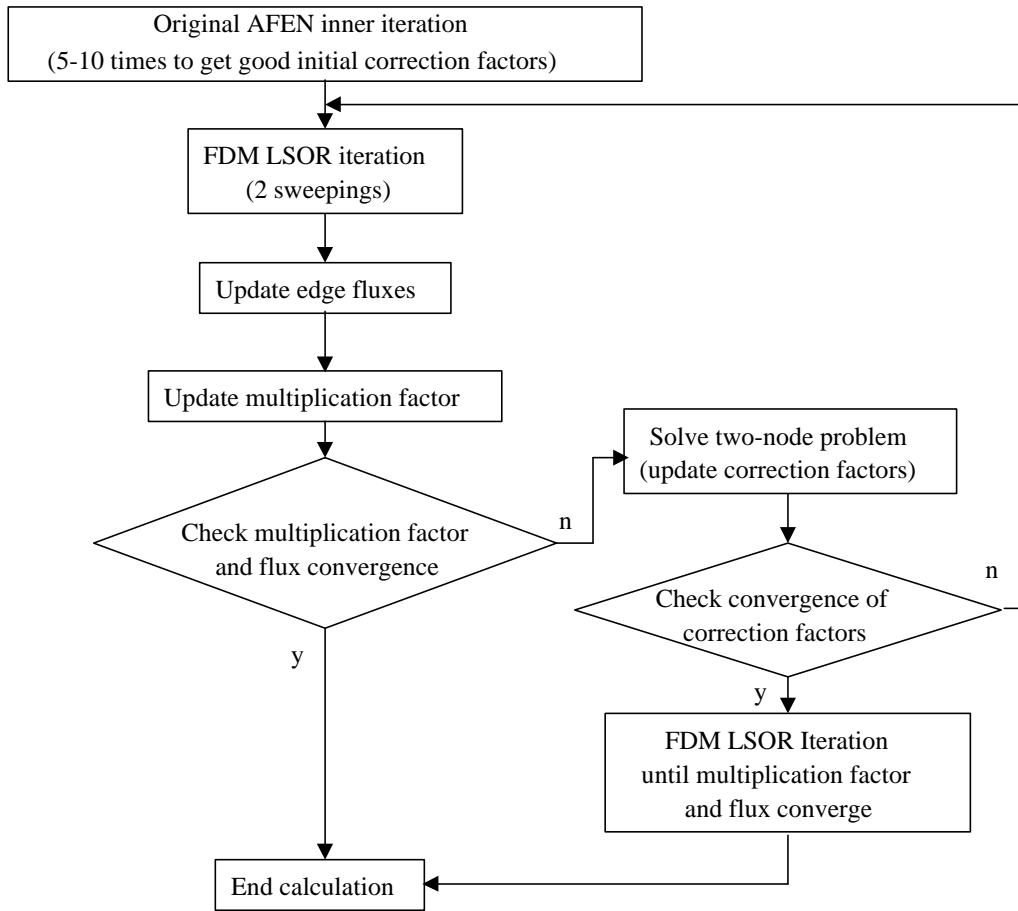 Original AFEN inner iteration
(5-10 times to get good initial correction factors)
FDM LSOR iteration
(2 sweepings)
Update edge fluxes
Update multiplication factor
Check multiplication factor
and flux convergence
n
y
Solve two-node problem
(update correction factors)
Check convergence of
correction factors
n
y
FDM LSOR Iteration
until multiplication factor
and flux converge
End calculation